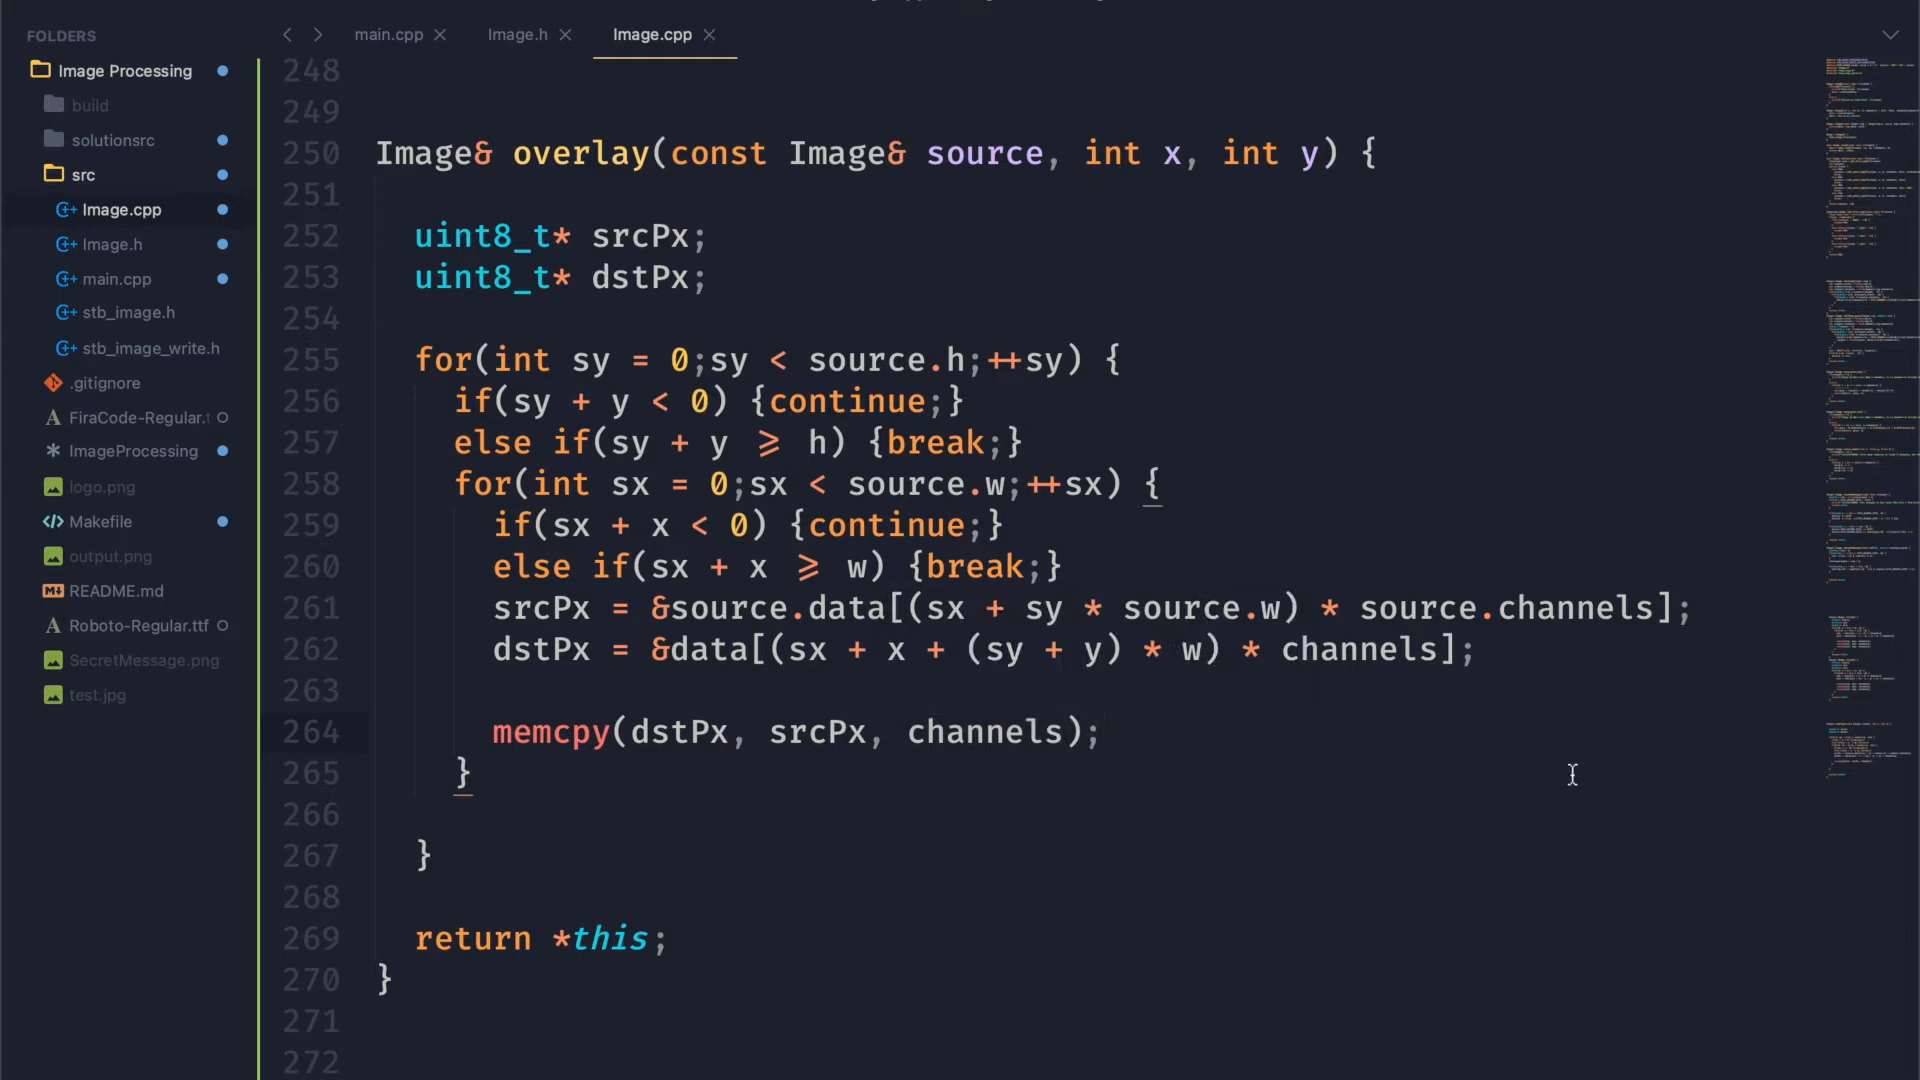 FOLDERS
Image Processing
build
solutionsrc
src
Image.cpp
Image.h
main.cpp
stb_image.h
stb_image_write.h
.gitignore
FiraCode-Regular.t
ImageProcessing
logo.png
Makefile
output.png
README.md
Roboto-Regular.ttf
SecretMessage.png
test.jpg
main.cpp Image.h Image.cpp
248
249
250 Image& overlay(const Image& source, int x, int y) {
251
252 uint8_t* srcPx;
253 uint8_t* dstPx;
254
255 for(int sy = 0;sy < source.h;++sy) {
256 if(sy + y < 0) {continue;}
257 else if(sy + y >= h) {break;}
258 for(int sx = 0;sx < source.w;++sx) {
259 if(sx + x < 0) {continue;}
260 else if(sx + x >= w) {break;}
261 srcPx = &source.data[(sx + sy * source.w) * source.channels];
262 dstPx = &data[(sx + x + (sy + y) * w) * channels];
263
264 memcpy(dstPx, srcPx, channels);
265 }
266
267 }
268
269 return *this;
270 }
271
272